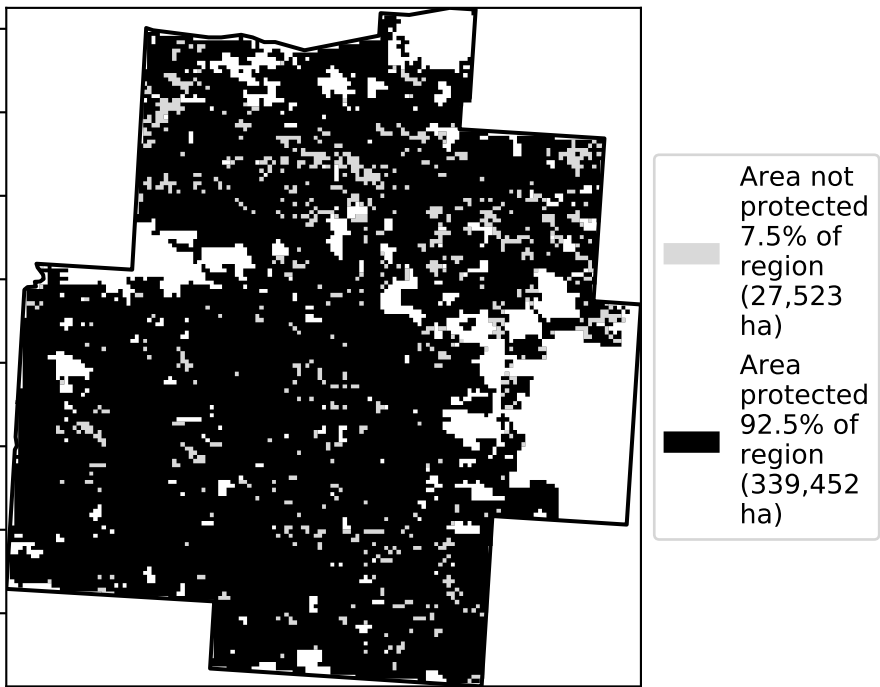 Area not
protected
7.5% of
region
(27,523
ha)
Area
protected
92.5% of
region
(339,452
ha)